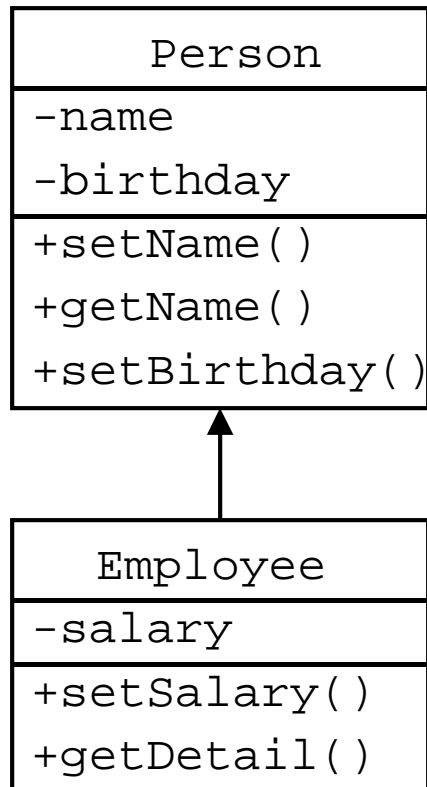 Person
-name
-birthday
+setName()
+getName()
+setBirthday()
Employee
-salary
+setSalary()
+getDetail()